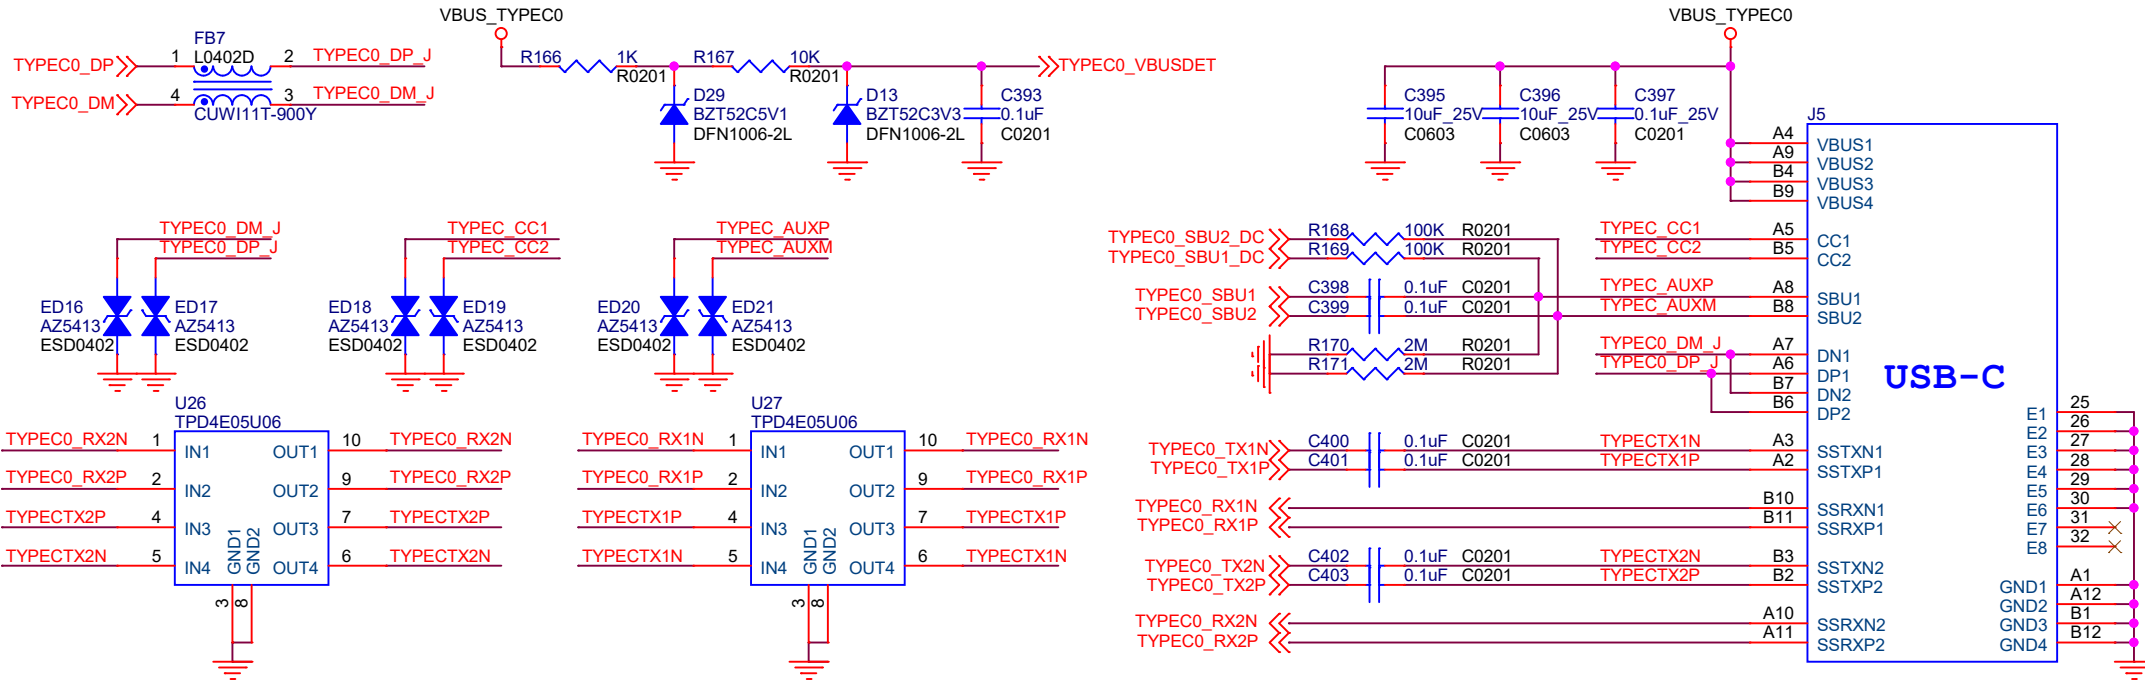 VBUS_TYPEC0
FB7
L0402D
TYPEC0_DP 1 2 TYPEC0_DP_J
TYPEC0_DM 4 3 TYPEC0_DM_J
CUWI11T-900Y
R166 1K R0201
R167 10K R0201
TYPEC0_VBUSDET
D29
BZT52C5V1
DFN1006-2L
D13
BZT52C3V3
DFN1006-2L
C393
0.1uF
C0201
VBUS_TYPEC0
C395
10uF_25V
C0603
C396
10uF_25V
C0603
C397
0.1uF_25V
C0201
TYPEC0_DM_J
TYPEC0_DP_J
ED16
AZ5413
ESD0402
ED17
AZ5413
ESD0402
TYPEC_CC1
TYPEC_CC2
ED18
AZ5413
ESD0402
ED19
AZ5413
ESD0402
TYPEC_AUXP
TYPEC_AUXM
ED20
AZ5413
ESD0402
ED21
AZ5413
ESD0402
U26
TPD4E05U06
TYPEC0_RX2N 1 IN1 OUT1 10 TYPEC0_RX2N
TYPEC0_RX2P 2 IN2 OUT2 9 TYPEC0_RX2P
TYPECTX2P 4 IN3 OUT3 7 TYPECTX2P
TYPECTX2N 5 IN4 OUT4 6 TYPECTX2N
GND1
GND2
3
8
U27
TPD4E05U06
TYPEC0_RX1N 1 IN1 OUT1 10 TYPEC0_RX1N
TYPEC0_RX1P 2 IN2 OUT2 9 TYPEC0_RX1P
TYPECTX1P 4 IN3 OUT3 7 TYPECTX1P
TYPECTX1N 5 IN4 OUT4 6 TYPECTX1N
GND1
GND2
3
8
J5
A4 VBUS1
A9 VBUS2
B4 VBUS3
B9 VBUS4
TYPEC0_SBU2_DC R168 100K R0201
TYPEC0_SBU1_DC R169 100K R0201
TYPEC_CC1 A5 CC1
TYPEC_CC2 B5 CC2
TYPEC0_SBU1 C398 0.1uF C0201 TYPEC_AUXP A8 SBU1
TYPEC0_SBU2 C399 0.1uF C0201 TYPEC_AUXM B8 SBU2
R170 2M R0201
R171 2M R0201
TYPEC0_DM_J A7 DN1
TYPEC0_DP_J A6 DP1
B7 DN2
B6 DP2
USB-C
TYPEC0_TX1N C400 0.1uF C0201 TYPECTX1N A3 SSTXN1
TYPEC0_TX1P C401 0.1uF C0201 TYPECTX1P A2 SSTXP1
TYPEC0_RX1N B10 SSRXN1
TYPEC0_RX1P B11 SSRXP1
TYPEC0_TX2N C402 0.1uF C0201 TYPECTX2N B3 SSTXN2
TYPEC0_TX2P C403 0.1uF C0201 TYPECTX2P B2 SSTXP2
TYPEC0_RX2N A10 SSRXN2
TYPEC0_RX2P A11 SSRXP2
E1 25
E2 26
E3 27
E4 28
E5 29
E6 30
E7 31
E8 32
GND1 A1
GND2 A12
GND3 B1
GND4 B12